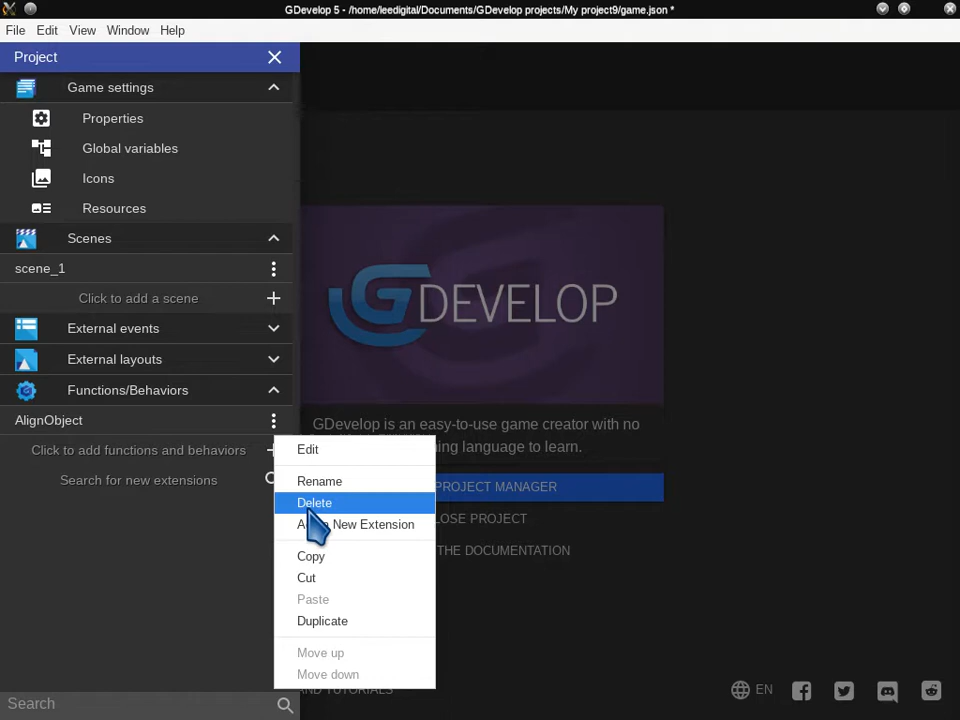 GDevelop 5 - /home/leedigital/Documents/GDevelop projects/My project9/game.json *
File Edit View Window Help
Project
Game settings
Properties
Global variables
Icons
Resources
Scenes
scene_1
Click to add a scene
External events
External layouts
Functions/Behaviors
AlignObject
Click to add functions and behaviors
Search for new extensions
Search
Edit
Rename
Delete
New Extension
Copy
Cut
Paste
Duplicate
Move up
Move down
GDEVELOP
GDevelop is an easy-to-use game creator with no
language to learn.
PROJECT MANAGER
PROJECT
THE DOCUMENTATION
AND TUTORIALS
EN